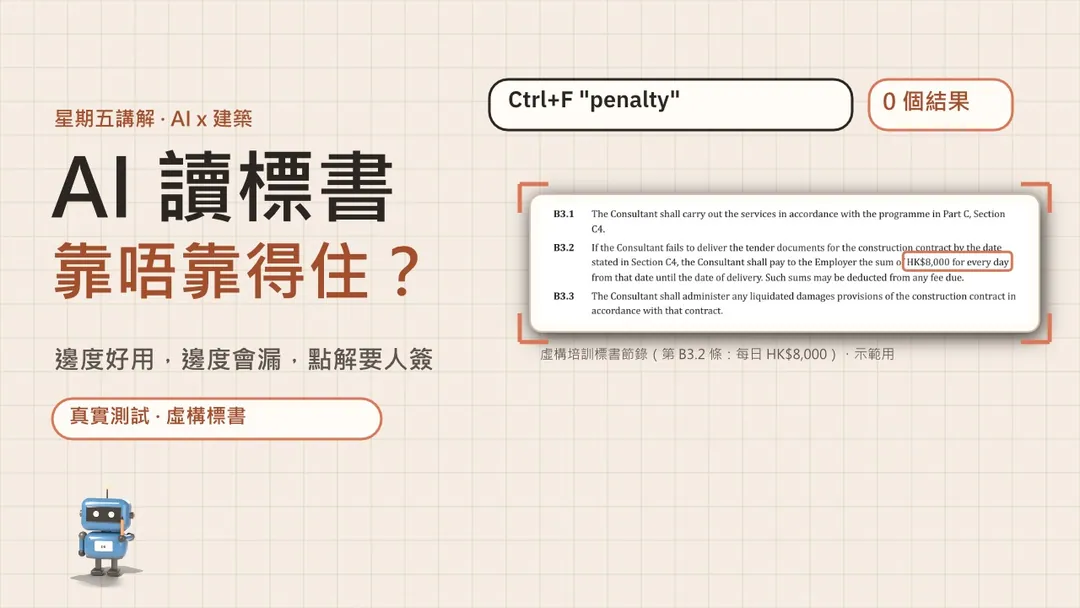 星期五講解 · AI x 建築
AI 讀標書
靠唔靠得住？
邊度好用，邊度會漏，點解要人簽
真實測試 · 虛構標書
Ctrl+F "penalty"
0 個結果
B3.1 The Consultant shall carry out the services in accordance with the programme in Part C, Section
C4.
B3.2 If the Consultant fails to deliver the tender documents for the construction contract by the date
stated in Section C4, the Consultant shall pay to the Employer the sum o HK$8,000 for every day
from that date until the date of delivery. Such sums may be deducted from any fee due.
B3.3 The Consultant shall administer any liquidated damages provisions of the construction contract in
accordance with that contract.
虛構培訓標書節錄（第 B3.2 條：每日 HK$8,000）· 示範用